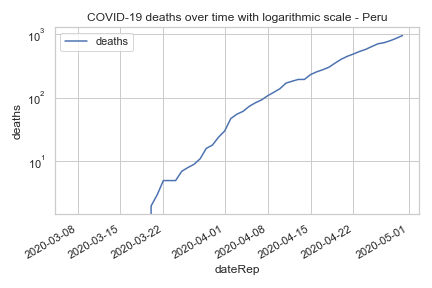 COVID-19 deaths over time with logarithmic scale - Peru
deaths
10³
10²
10¹
deaths
2020-03-08
2020-03-15
2020-03-22
2020-04-01
2020-04-08
2020-04-15
2020-04-22
2020-05-01
dateRep